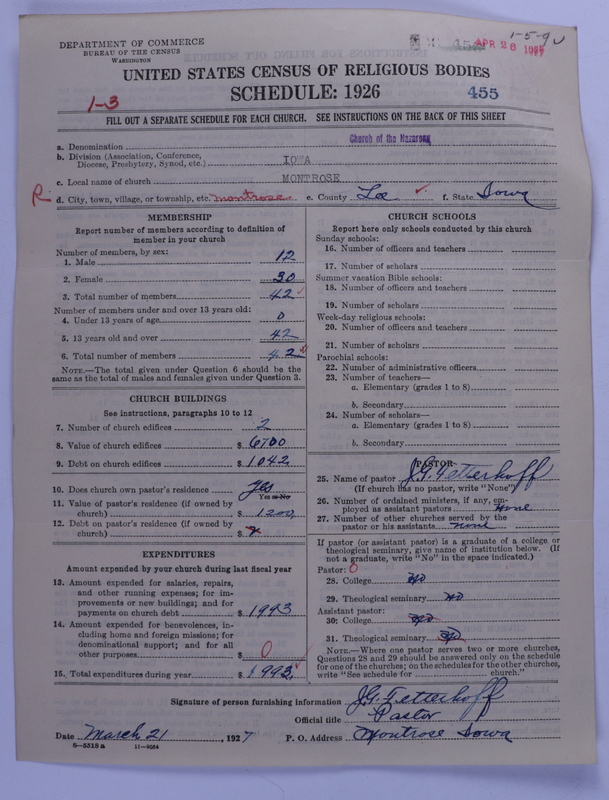 DEPARTMENT OF COMMERCE
BUREAU OF THE CENSUS
WASHINGTON
1-5-90
APR 26
UNITED STATES CENSUS OF RELIGIOUS BODIES
SCHEDULE: 1926
1-3
455
FILL OUT A SEPARATE SCHEDULE FOR EACH CHURCH. SEE INSTRUCTIONS ON THE BACK OF THIS SHEET
a. Denomination Church of the Nazarene
b. Division (Association, Conference, Diocese, Presbytery, Synod, etc.) IOWA
c. Local name of church MONTROSE
R. d. City, town, village, or township, etc. Montrose e. County Lee f. State Iowa
MEMBERSHIP
Report number of members according to definition of
member in your church
Number of members, by sex:
1. Male 12
2. Female 30
3. Total number of members 42
Number of members under and over 13 years old:
4. Under 13 years of age 0
5. 13 years old and over 42
6. Total number of members 42
NOTE.—The total given under Question 6 should be
same as the total of males and females given under Question 3.
CHURCH BUILDINGS
See instructions, paragraphs 10 to 12
7. Number of church edifices 2
8. Value of church edifices $ 6700
9. Debt on church edifices $ 1042
10. Does church own pastor's residence yes
Yes or No
11. Value of pastor's residence (if owned by
church) $ 1200
12. Debt on pastor's residence (if owned by
church) $
EXPENDITURES
Amount expended by your church during last fiscal year
13. Amount expended for salaries, repairs,
and other running expenses; for im-
provements or new buildings; and for
payments on church debt $ 1993
14. Amount expended for benevolences, in-
cluding home and foreign missions; for
denominational support; and for all
other purposes $ 0
15. Total expenditures during year $ 1993
CHURCH SCHOOLS
Report here only schools conducted by this church
Sunday schools:
16. Number of officers and teachers
17. Number of scholars
Summer vacation Bible schools:
18. Number of officers and teachers
19. Number of scholars
Week-day religious schools:
20. Number of officers and teachers
21. Number of scholars
Parochial schools:
22. Number of administrative officers
23. Number of teachers—
a. Elementary (grades 1 to 8)
b. Secondary
24. Number of scholars—
a. Elementary (grades 1 to 8)
b. Secondary
PASTOR
25. Name of pastor J.G. Tetterhoff
(If church has no pastor, write "None")
26. Number of ordained ministers, if any, em-
ployed as assistant pastors none
27. Number of other churches served by the
pastor or his assistants none
If pastor (or assistant pastor) is a graduate of a college or
theological seminary, give name of institution below. (If
not a graduate, write "No" in the space indicated.)
Pastor: 0
28. College no
29. Theological seminary no
Assistant pastor:
30. College no
31. Theological seminary no
NOTE.—Where one pastor serves two or more churches,
Questions 28 and 29 should be answered only on the schedule
for one of the churches; on the schedules for the other churches,
write "See schedule for church."
Signature of person furnishing information J.G. Tetterhoff
Official title Pastor
Date March 21, 1927 P. O. Address Montrose Iowa
8—5318 a 11—9034